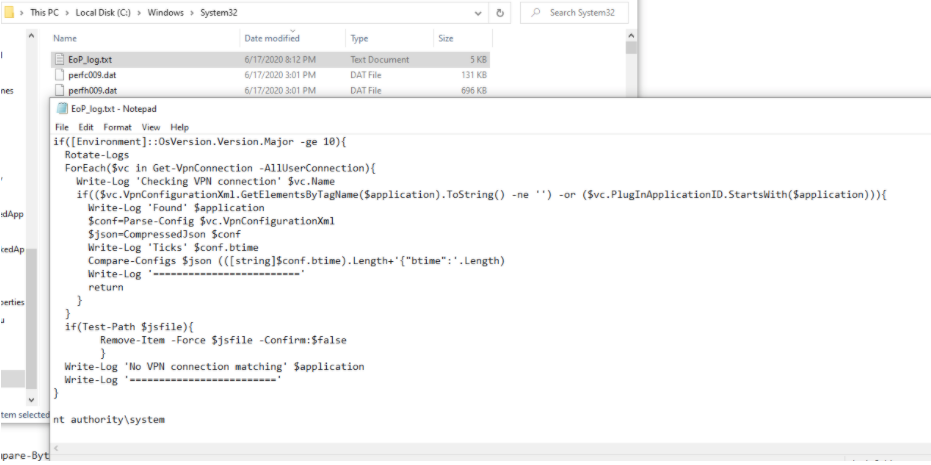 This PC > Local Disk (C:) > Windows > System32
Search System32
Name Date modified Type Size
EoP_log.txt 6/17/2020 8:12 PM Text Document 5 KB
perfc009.dat 6/17/2020 3:01 PM DAT File 131 KB
perfh009.dat 6/17/2020 3:01 PM DAT File 696 KB
EoP_log.txt - Notepad
File Edit Format View Help
if([Environment]::OsVersion.Version.Major -ge 10){
  Rotate-Logs
  ForEach($vc in Get-VpnConnection -AllUserConnection){
    Write-Log 'Checking VPN connection' $vc.Name
    if(($vc.VpnConfigurationXml.GetElementsByTagName($application).ToString() -ne '') -or ($vc.PlugInApplicationID.StartsWith($application))){
      Write-Log 'Found' $application
      $conf=Parse-Config $vc.VpnConfigurationXml
      $json=CompressedJson $conf
      Write-Log 'Ticks' $conf.btime
      Compare-Configs $json (([string]$conf.btime).Length+'{"btime":'.Length)
      Write-Log '========================='
      return
    }
  }
  if(Test-Path $jsfile){
        Remove-Item -Force $jsfile -Confirm:$false
        }
  Write-Log 'No VPN connection matching' $application
  Write-Log '========================='
}
nt authority\system
nes
edApp
kedAp
perties
tem selected
mpare-Byt